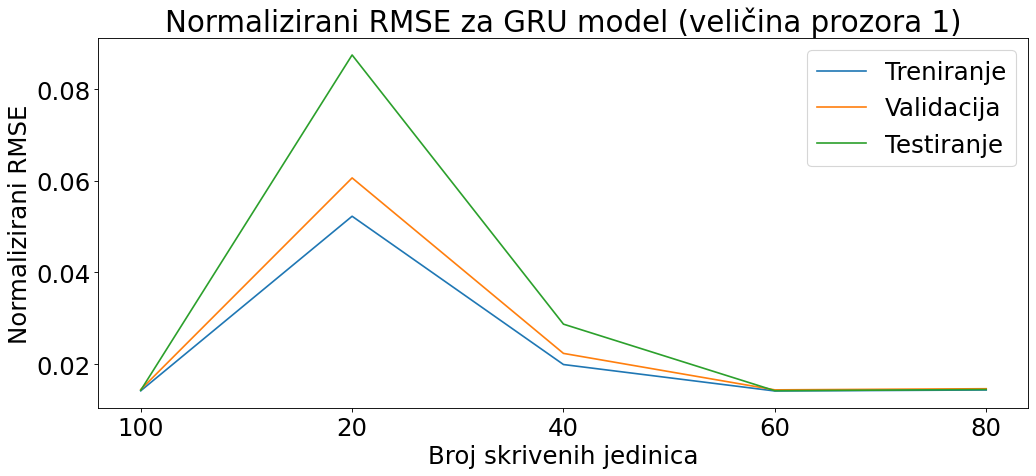 Normalizirani RMSE za GRU model (veličina prozora 1)
Treniranje
Validacija
Testiranje
Normalizirani RMSE
0.08
0.06
0.04
0.02
100 20 40 60 80
Broj skrivenih jedinica